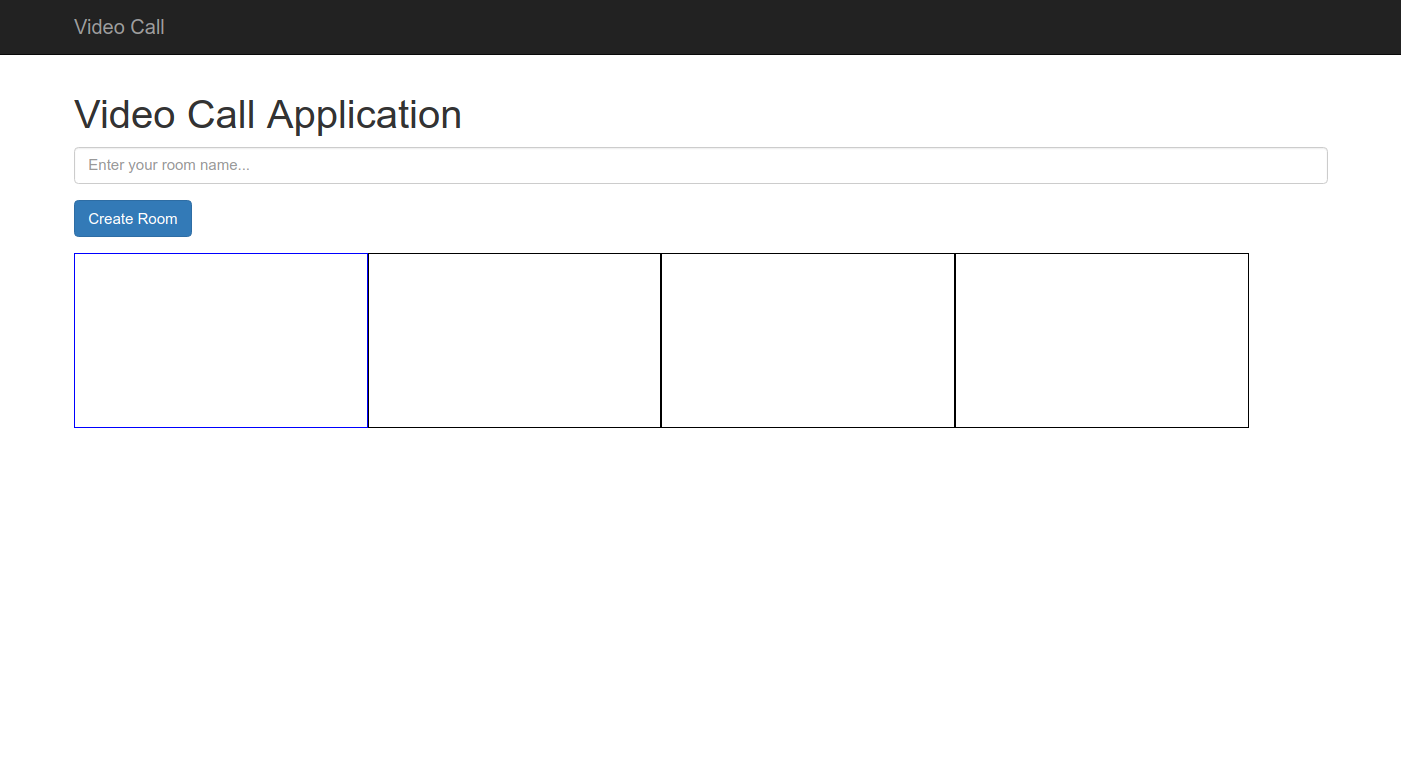 Video Call
Video Call Application
Enter your room name...
Create Room